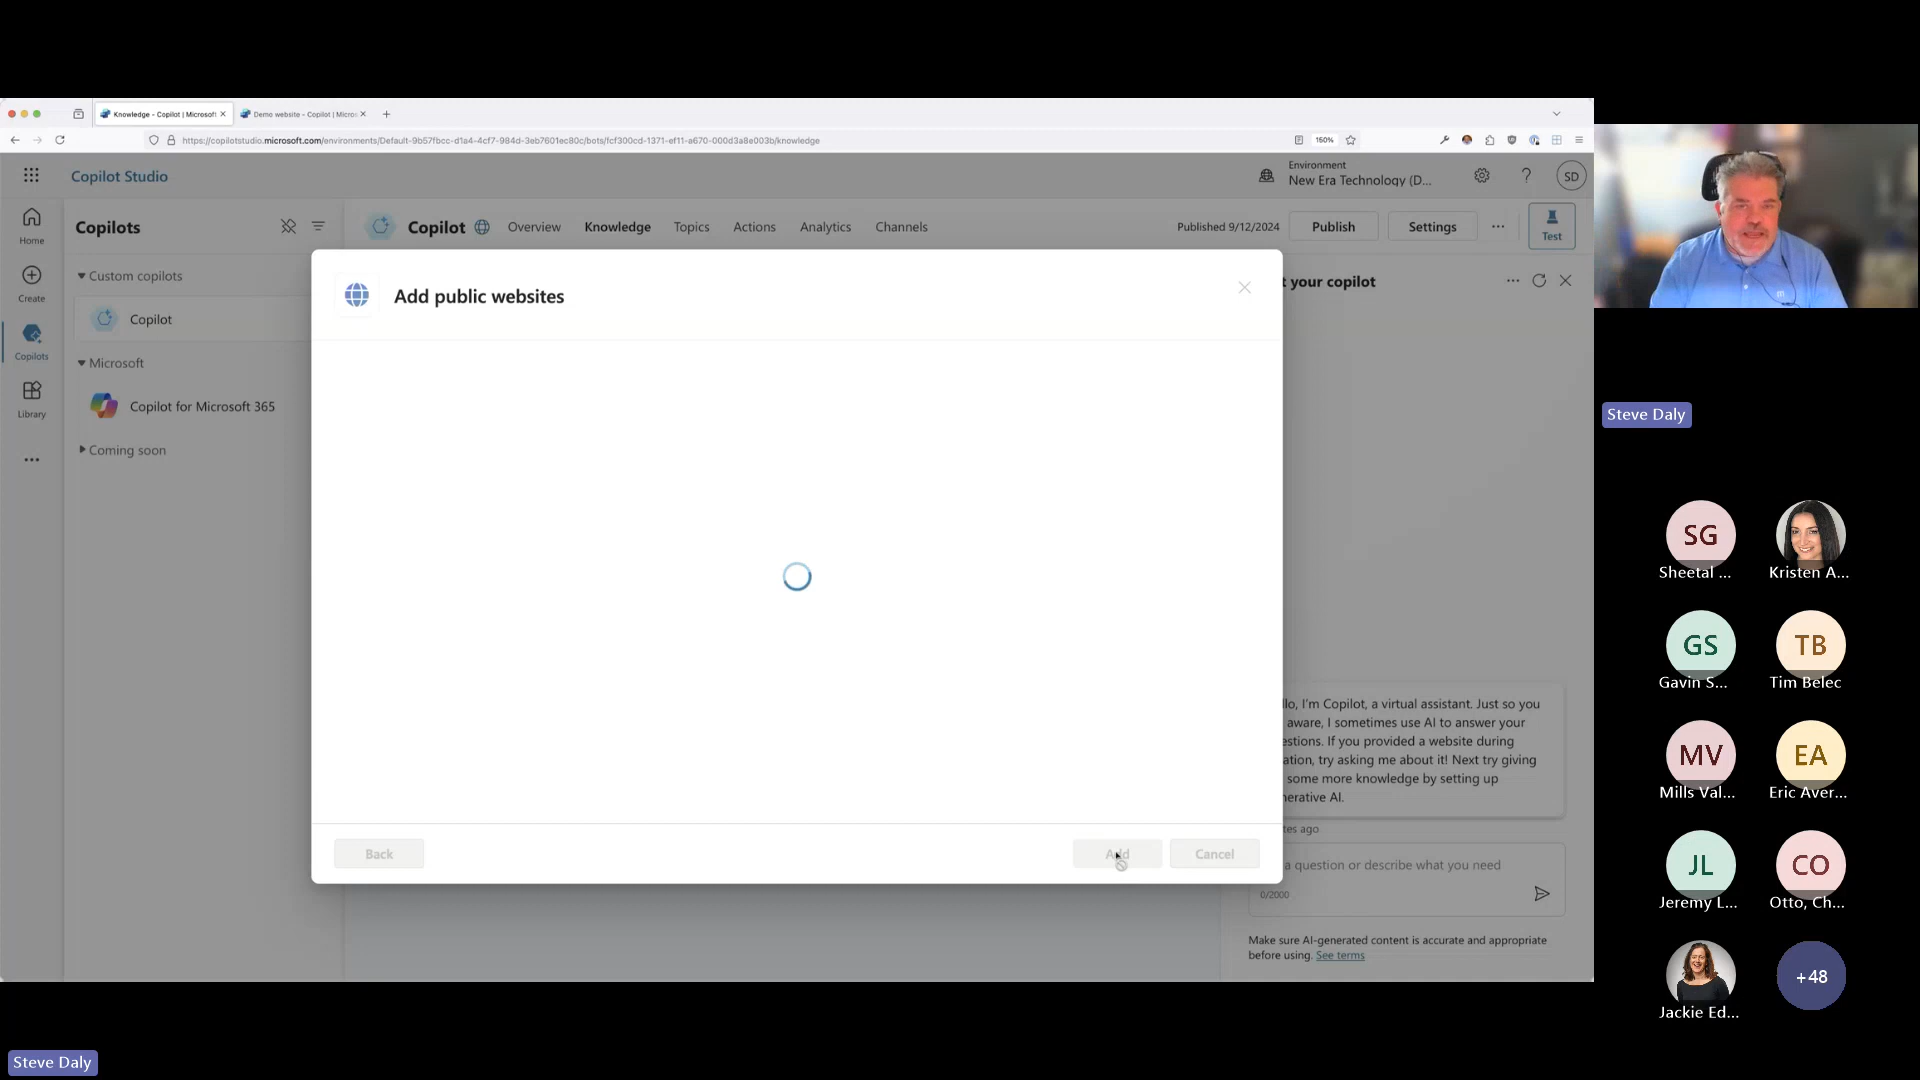 Knowledge - Copilot | Microsoft
Demo website - Copilot | Micro
https://copilotstudio.microsoft.com/environments/Default-9b57fbcc-d1a4-4cf7-984d-3eb7601ec80c/bots/fcf300cd-1371-ef11-a670-000d3a8e003b/knowledge
150%
Copilot Studio
Environment
New Era Technology (D...
?
SD
Home
Create
Copilots
Library
Copilots
Custom copilots
Copilot
Microsoft
Copilot for Microsoft 365
Coming soon
Copilot
Overview
Knowledge
Topics
Actions
Analytics
Channels
Published 9/12/2024
Publish
Settings
...
Test
Add public websites
Back
Add
Cancel
t your copilot
llo, I'm Copilot, a virtual assistant. Just so you
aware, I sometimes use AI to answer your
estions. If you provided a website during
ation, try asking me about it! Next try giving
some more knowledge by setting up
nerative AI.
tes ago
a question or describe what you need
0/2000
Make sure AI-generated content is accurate and appropriate
before using. See terms
Steve Daly
SG
Sheetal ...
Kristen A...
GS
Gavin S...
TB
Tim Belec
MV
Mills Val...
EA
Eric Aver...
JL
Jeremy L...
CO
Otto, Ch...
Jackie Ed...
+48
Steve Daly